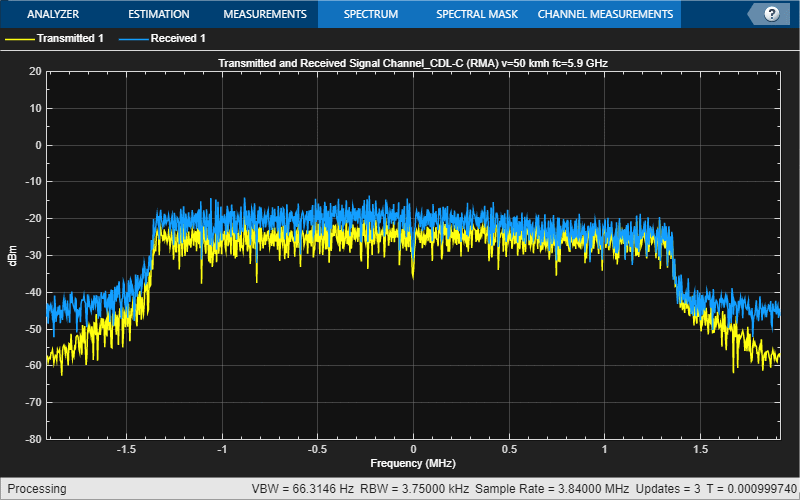 ANALYZER ESTIMATION MEASUREMENTS SPECTRUM SPECTRAL MASK CHANNEL MEASUREMENTS ?
Transmitted 1 Received 1
Transmitted and Received Signal Channel_CDL-C (RMA) v=50 kmh fc=5.9 GHz
20
10
0
-10
-20
-30
-40
-50
-60
-70
-80
dBm
-1.5 -1 -0.5 0 0.5 1 1.5
Frequency (MHz)
Processing VBW = 66.3146 Hz RBW = 3.75000 kHz Sample Rate = 3.84000 MHz Updates = 3 T = 0.000999740